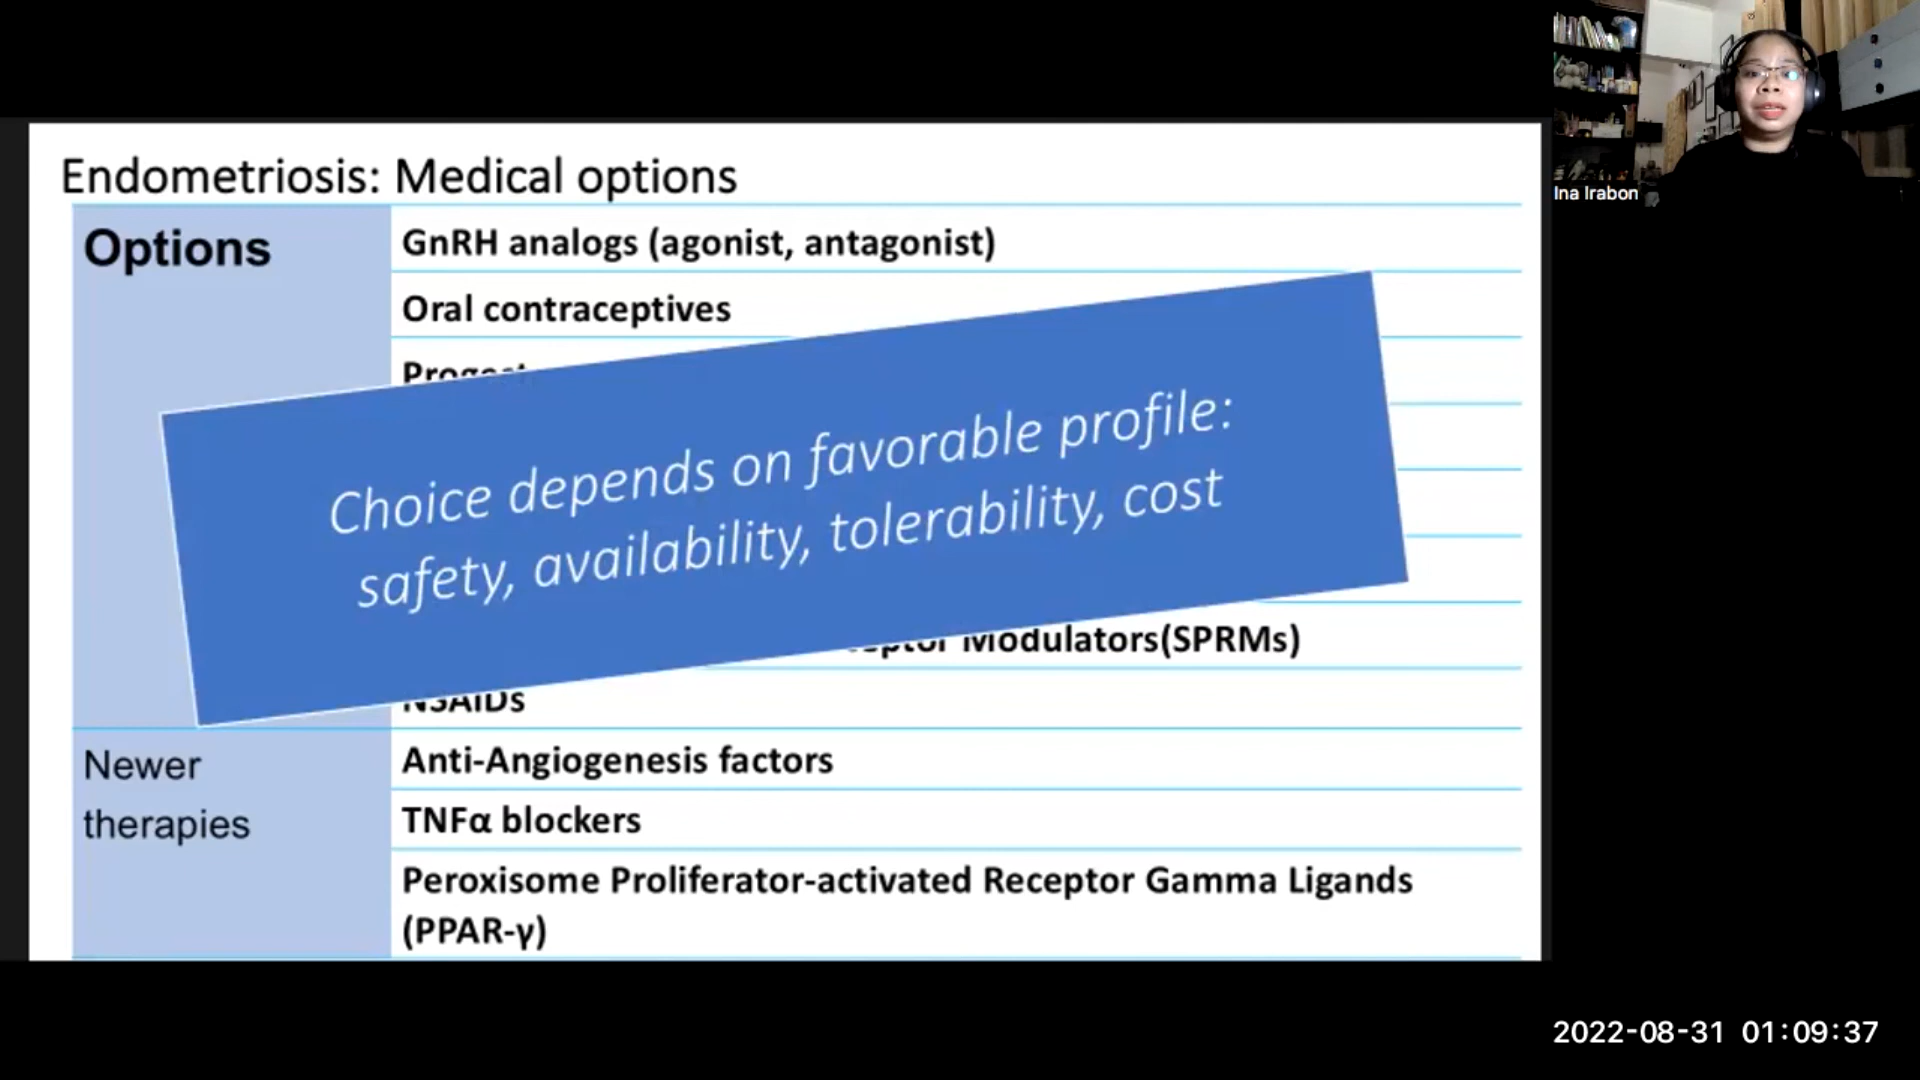 Endometriosis: Medical options
Options
GnRH analogs (agonist, antagonist)
Oral contraceptives
Choice depends on favorable profile:
safety, availability, tolerability, cost
Modulators(SPRMs)
NSAIDs
Newer
therapies
Anti-Angiogenesis factors
TNFα blockers
Peroxisome Proliferator-activated Receptor Gamma Ligands
(PPAR-γ)
Ina Irabon
2022-08-31 01:09:37